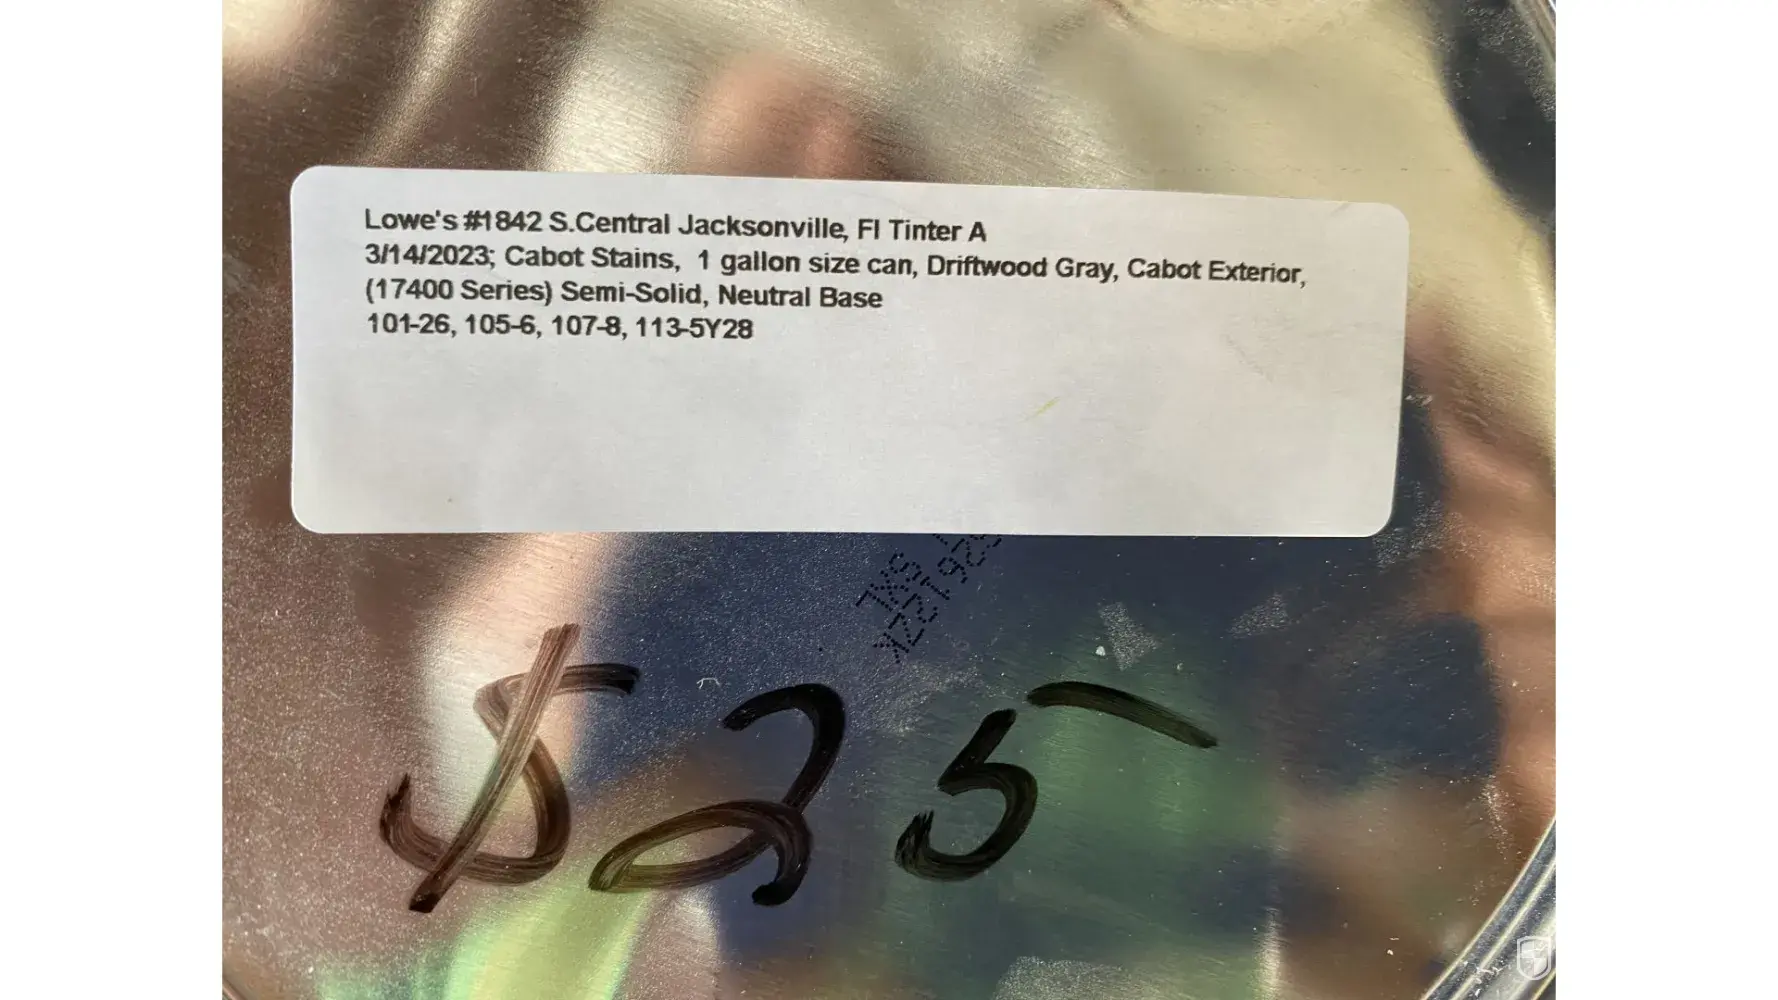 Lowe's #1842 S.Central Jacksonville, Fl Tinter A
3/14/2023; Cabot Stains, 1 gallon size can, Driftwood Gray, Cabot Exterior,
(17400 Series) Semi-Solid, Neutral Base
101-26, 105-6, 107-8, 113-5Y28
$25